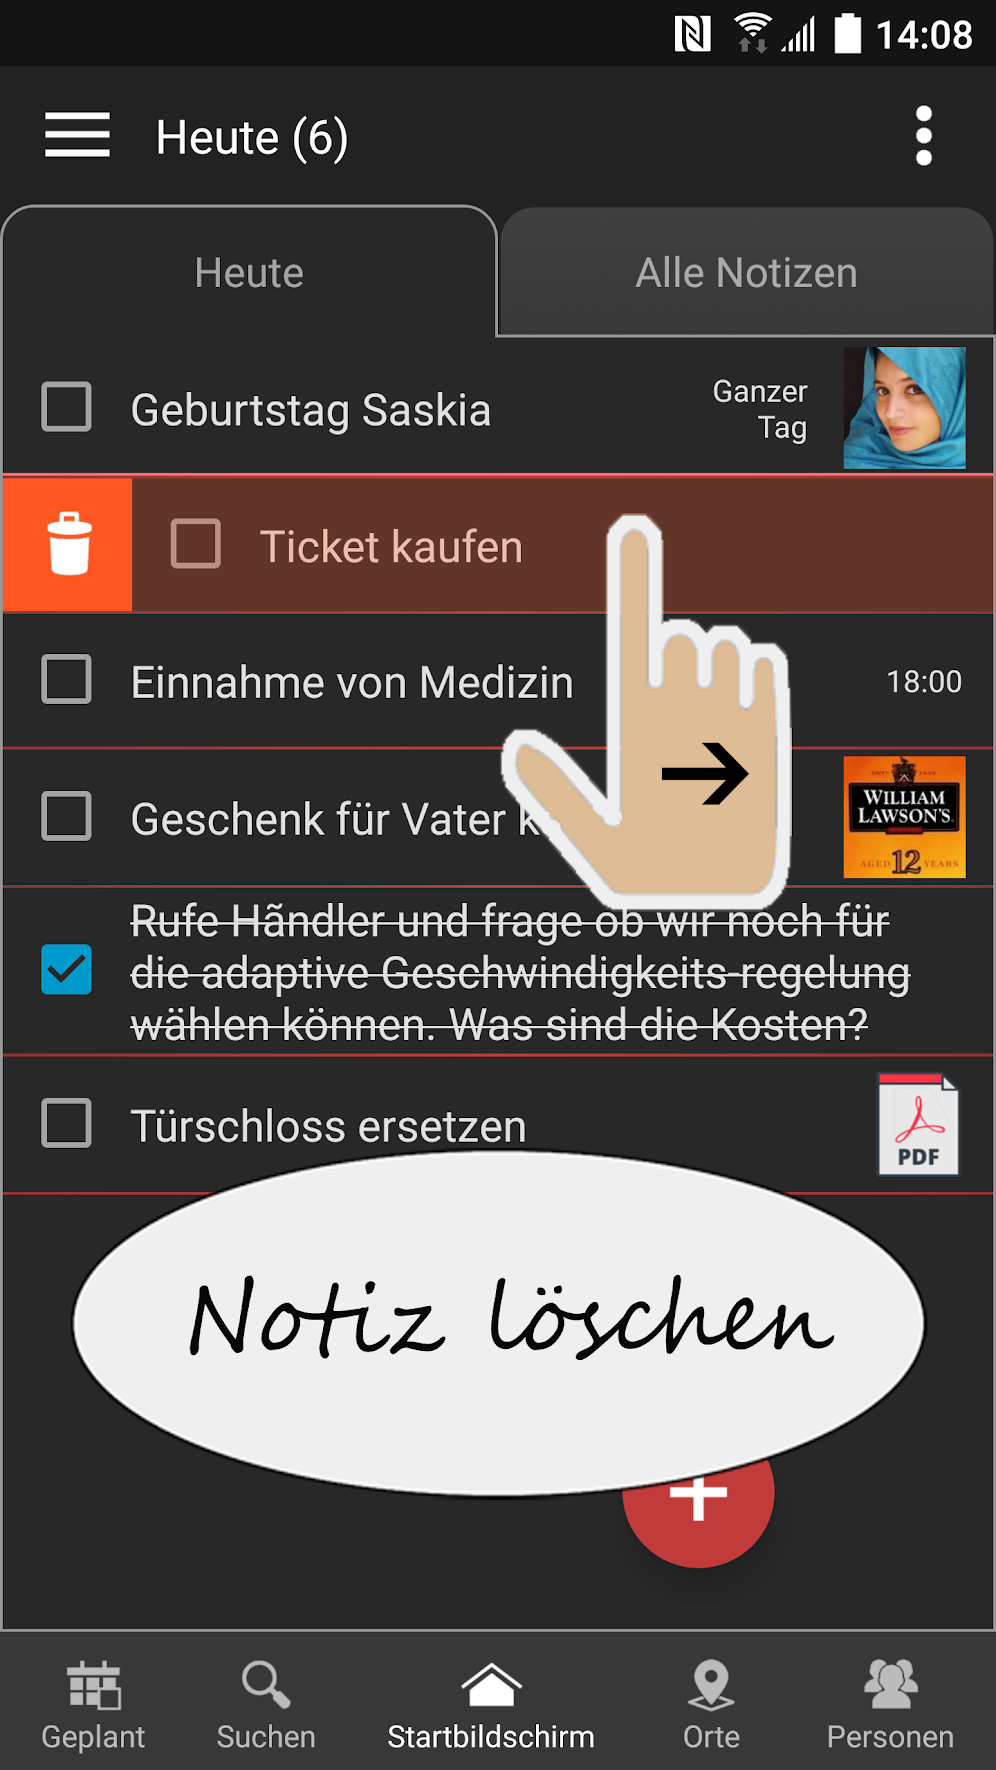 14:08
Heute (6)
Heute
Alle Notizen
Geburtstag Saskia
Ganzer
Tag
Ticket kaufen
Einnahme von Medizin
18:00
Geschenk für Vater
WILLIAM
LAWSON'S
AGED 12 YEARS
Rufe Hãndler und frage ob wir noch für
die adaptive Geschwindigkeits-regelung
wählen können. Was sind die Kosten?
Türschloss ersetzen
PDF
Notiz löschen
Geplant
Suchen
Startbildschirm
Orte
Personen